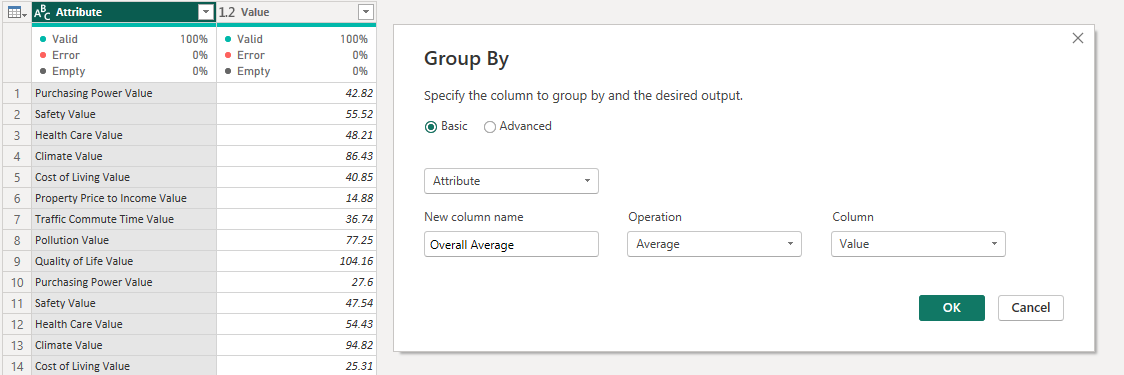 ABC Attribute 1.2 Value
Valid 100% Valid 100%
Error 0% Error 0%
Empty 0% Empty 0%
1 Purchasing Power Value 42.82
2 Safety Value 55.52
3 Health Care Value 48.21
4 Climate Value 86.43
5 Cost of Living Value 40.85
6 Property Price to Income Value 14.88
7 Traffic Commute Time Value 36.74
8 Pollution Value 77.25
9 Quality of Life Value 104.16
10 Purchasing Power Value 27.6
11 Safety Value 47.54
12 Health Care Value 54.43
13 Climate Value 94.82
14 Cost of Living Value 25.31
Group By
Specify the column to group by and the desired output.
Basic Advanced
Attribute
New column name Operation Column
Overall Average Average Value
OK Cancel